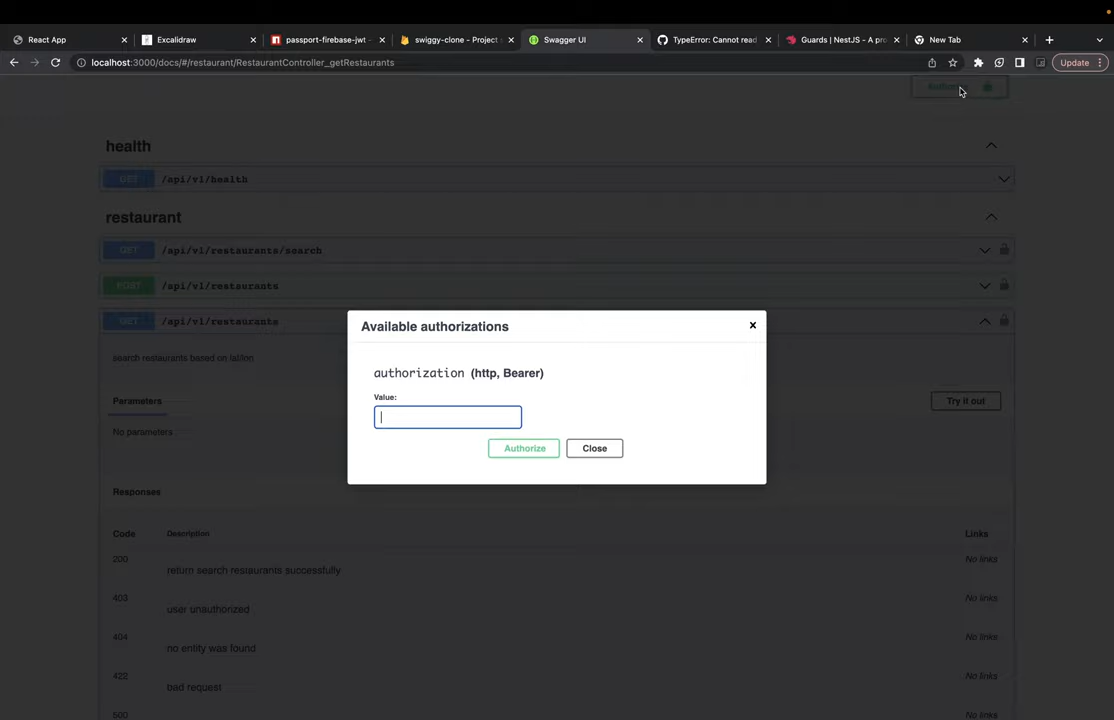 React App
Excalidraw
passport-firebase-jwt -
swiggy-clone - Project s
Swagger UI
TypeError: Cannot read
Guards | NestJS - A pro
New Tab
localhost:3000/docs/#/restaurant/RestaurantController_getRestaurants
Update
health
GET /api/v1/health
restaurant
GET /api/v1/restaurants/search
POST /api/v1/restaurants
GET /api/v1/restaurants
Available authorizations
authorization (http, Bearer)
Value:
Authorize
Close
search restaurants based on lat/lon
Parameters
Try it out
No parameters
Responses
Code Description Links
200 No links
return search restaurants successfully
403 No links
user unauthorized
404 No links
no entity was found
422 No links
bad request
500 No links